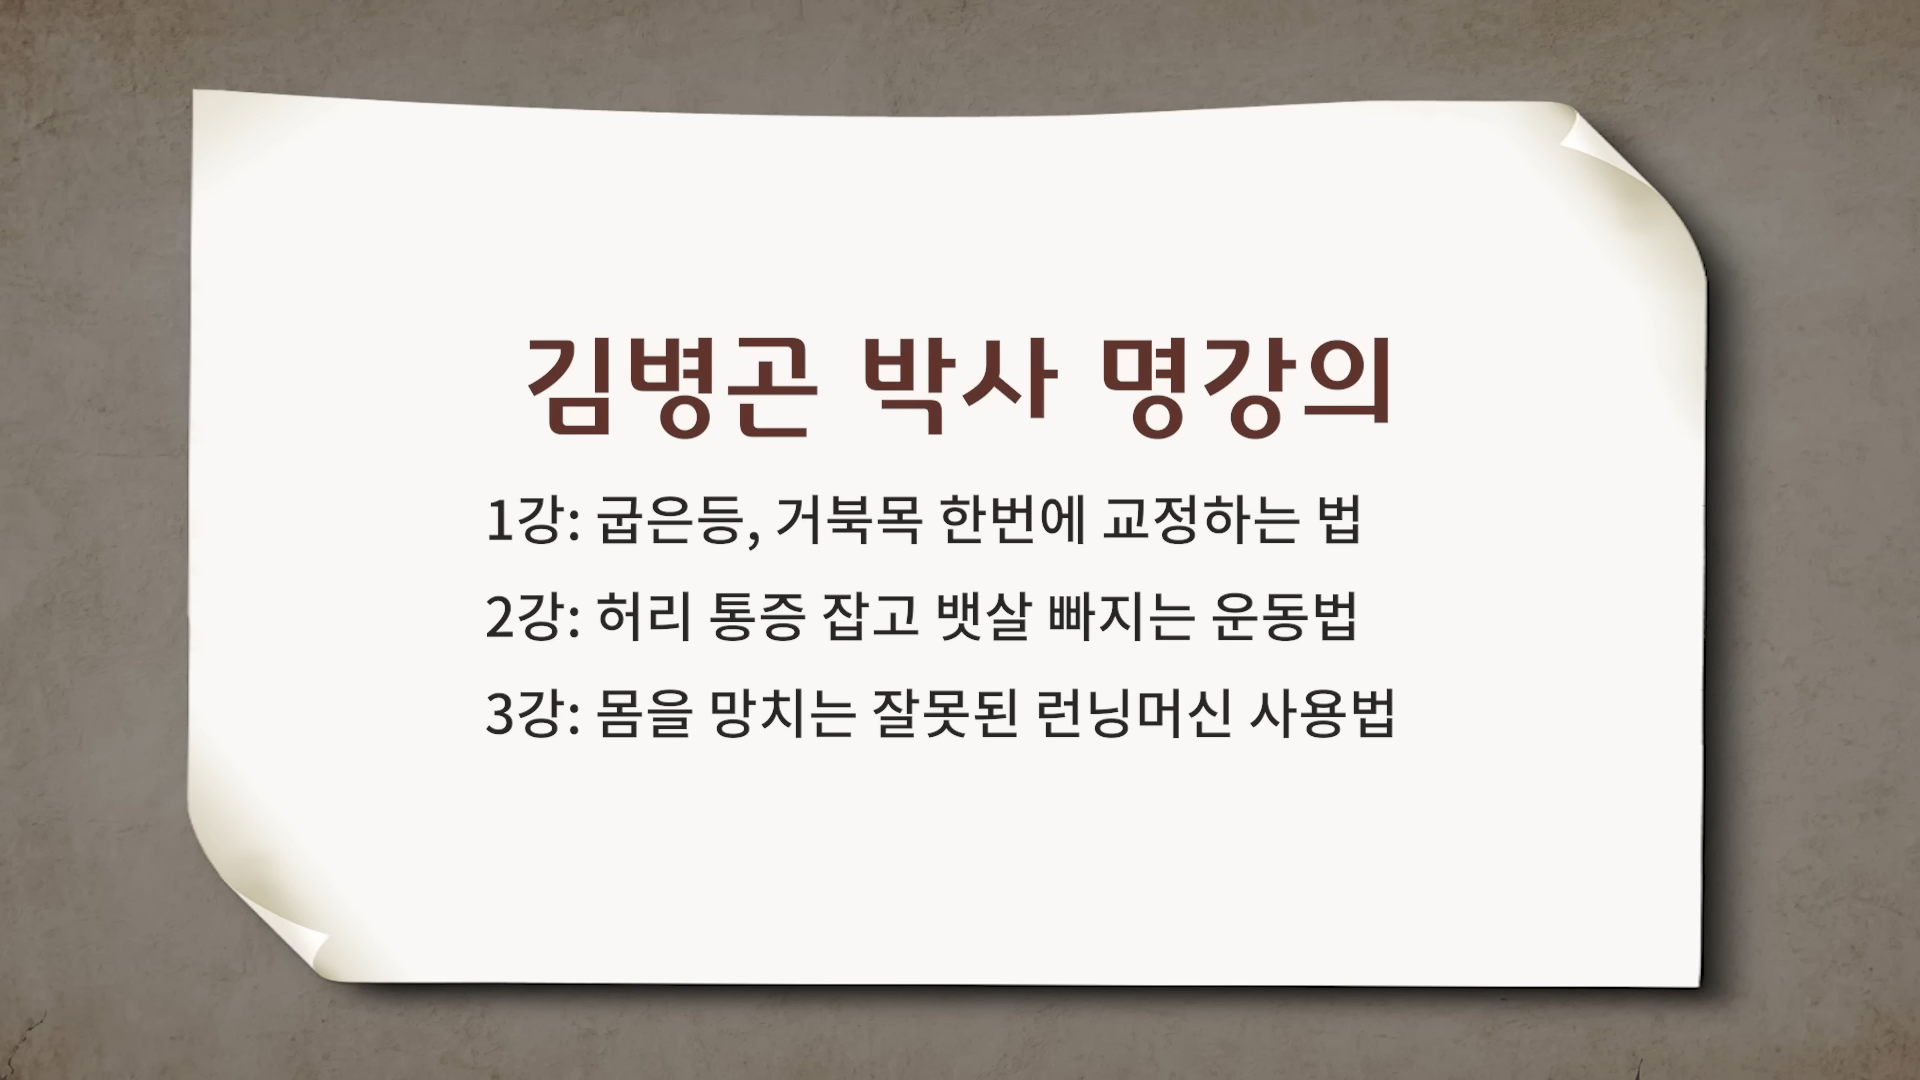 김병곤 박사 명강의
1강: 굽은등, 거북목 한번에 교정하는 법
2강: 허리 통증 잡고 뱃살 빠지는 운동법
3강: 몸을 망치는 잘못된 런닝머신 사용법